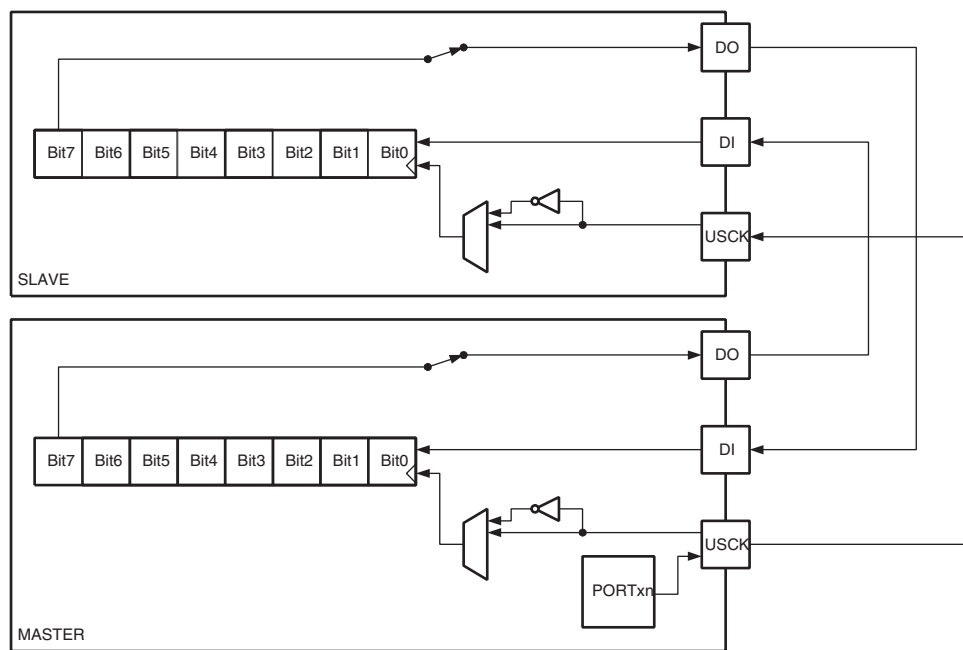 DO
Bit7 Bit6 Bit5 Bit4 Bit3 Bit2 Bit1 Bit0
DI
USCK
SLAVE
DO
Bit7 Bit6 Bit5 Bit4 Bit3 Bit2 Bit1 Bit0
DI
USCK
PORTxn
MASTER